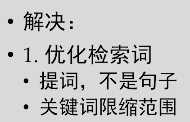 • 解决：
• 1. 优化检索词
• 提词，不是句子
• 关键词限缩范围